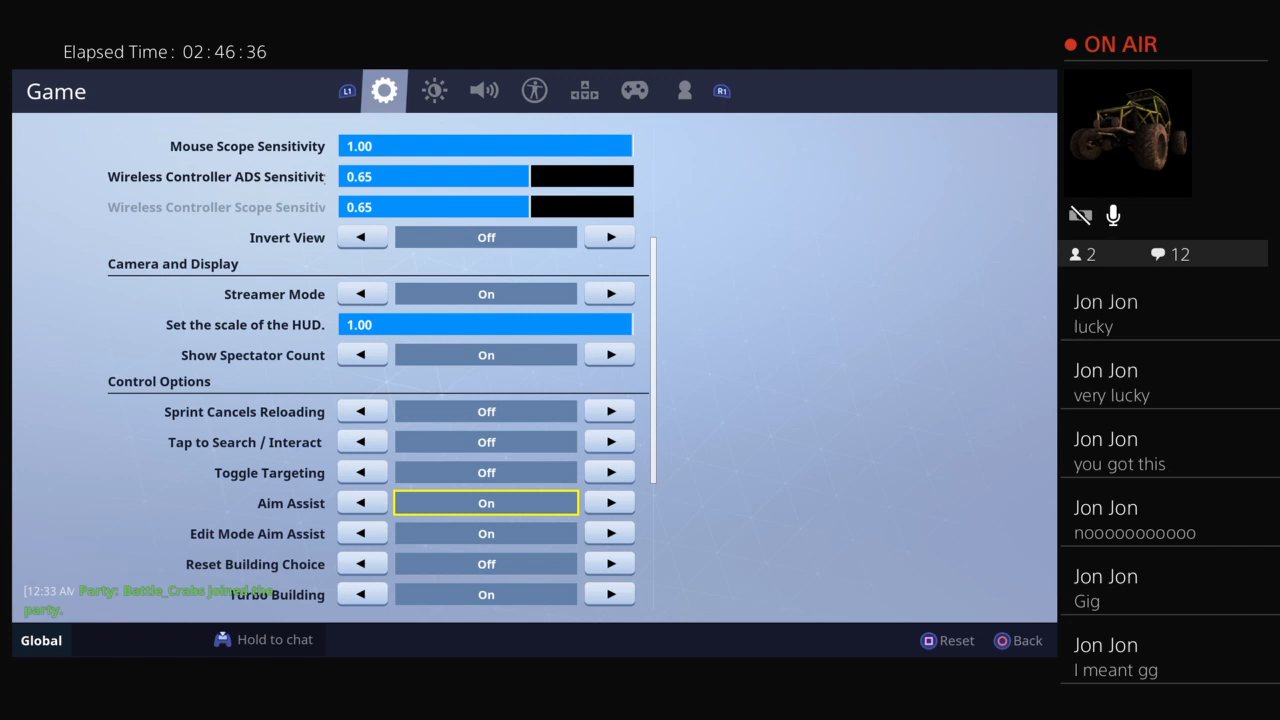 Elapsed Time: 02:46:36
ON AIR
Game
L1
R1
Mouse Scope Sensitivity 1.00
Wireless Controller ADS Sensitivit 0.65
Wireless Controller Scope Sensitiv 0.65
Invert View Off
Camera and Display
Streamer Mode On
Set the scale of the HUD. 1.00
Show Spectator Count On
Control Options
Sprint Cancels Reloading Off
Tap to Search / Interact Off
Toggle Targeting Off
Aim Assist On
Edit Mode Aim Assist On
Reset Building Choice Off
Turbo Building On
[12:33 AM Party: Battle_Crabs joined the
party.
Global
Hold to chat
Reset
Back
2
12
Jon Jon
lucky
Jon Jon
very lucky
Jon Jon
you got this
Jon Jon
nooooooooooo
Jon Jon
Gig
Jon Jon
I meant gg